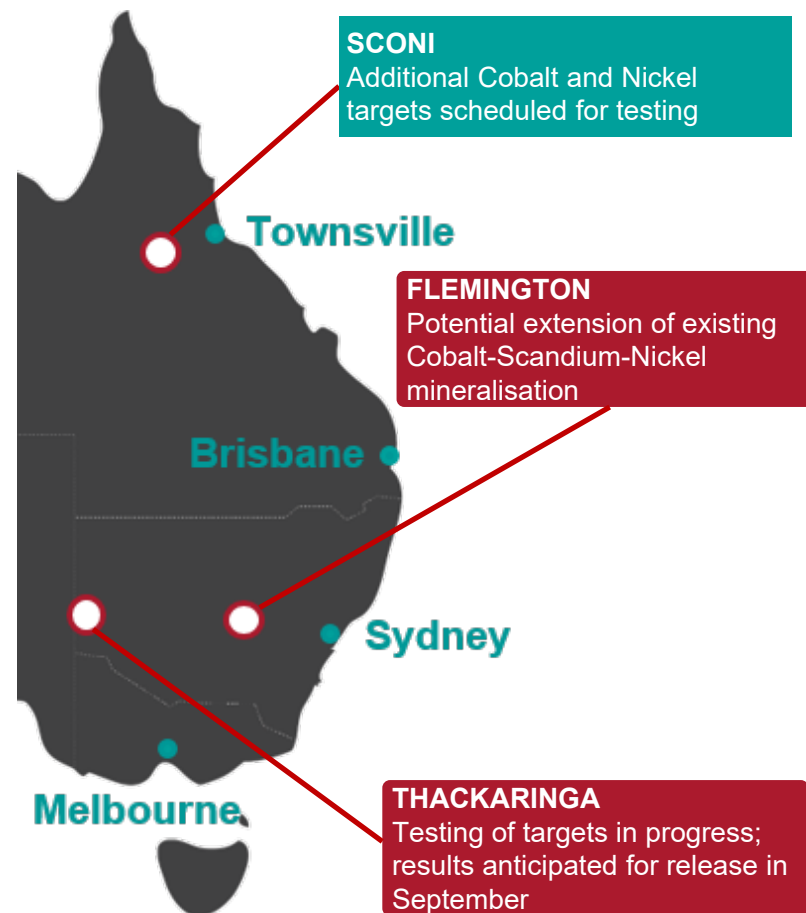 SCONI
Additional Cobalt and Nickel
targets scheduled for testing
Townsville
FLEMINGTON
Potential extension of existing
Cobalt-Scandium-Nickel
mineralisation
Brisbane
Sydney
Melbourne
THACKARINGA
Testing of targets in progress;
results anticipated for release in
September